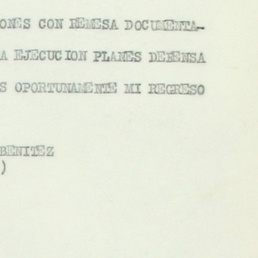 ONES CON REMESA DOCUMENTA-
A EJECUCION PLANES DEFENSA
S OPORTUNAMENTE MI REGRESO
BENITEZ
)